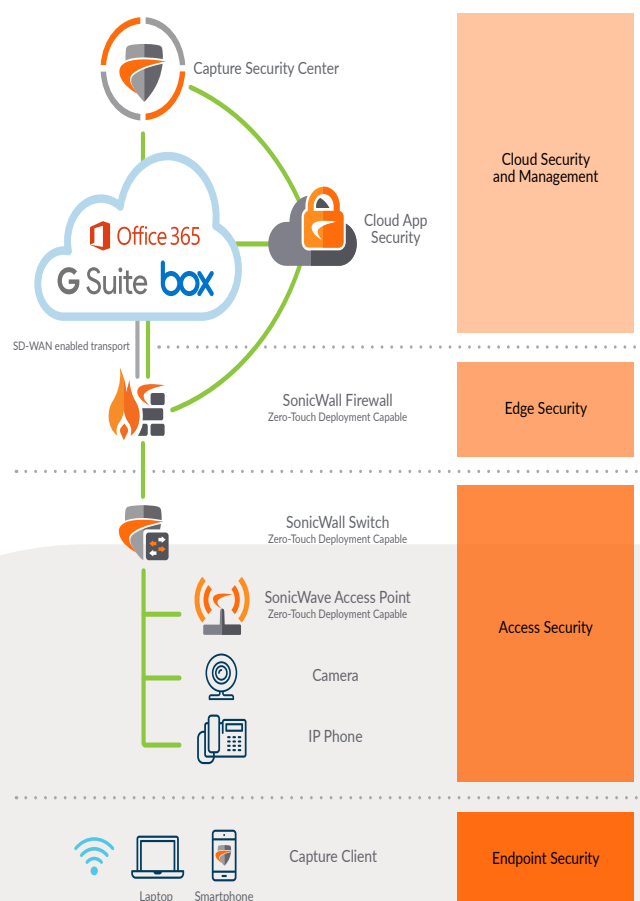 Capture Security Center
Cloud Security
and Management
Office 365
G Suite box
Cloud App
Security
SD-WAN enabled transport
SonicWall Firewall
Zero-Touch Deployment Capable
Edge Security
SonicWall Switch
Zero-Touch Deployment Capable
SonicWave Access Point
Zero-Touch Deployment Capable
Access Security
Camera
IP Phone
Capture Client
Endpoint Security
Laptop
Smartphone